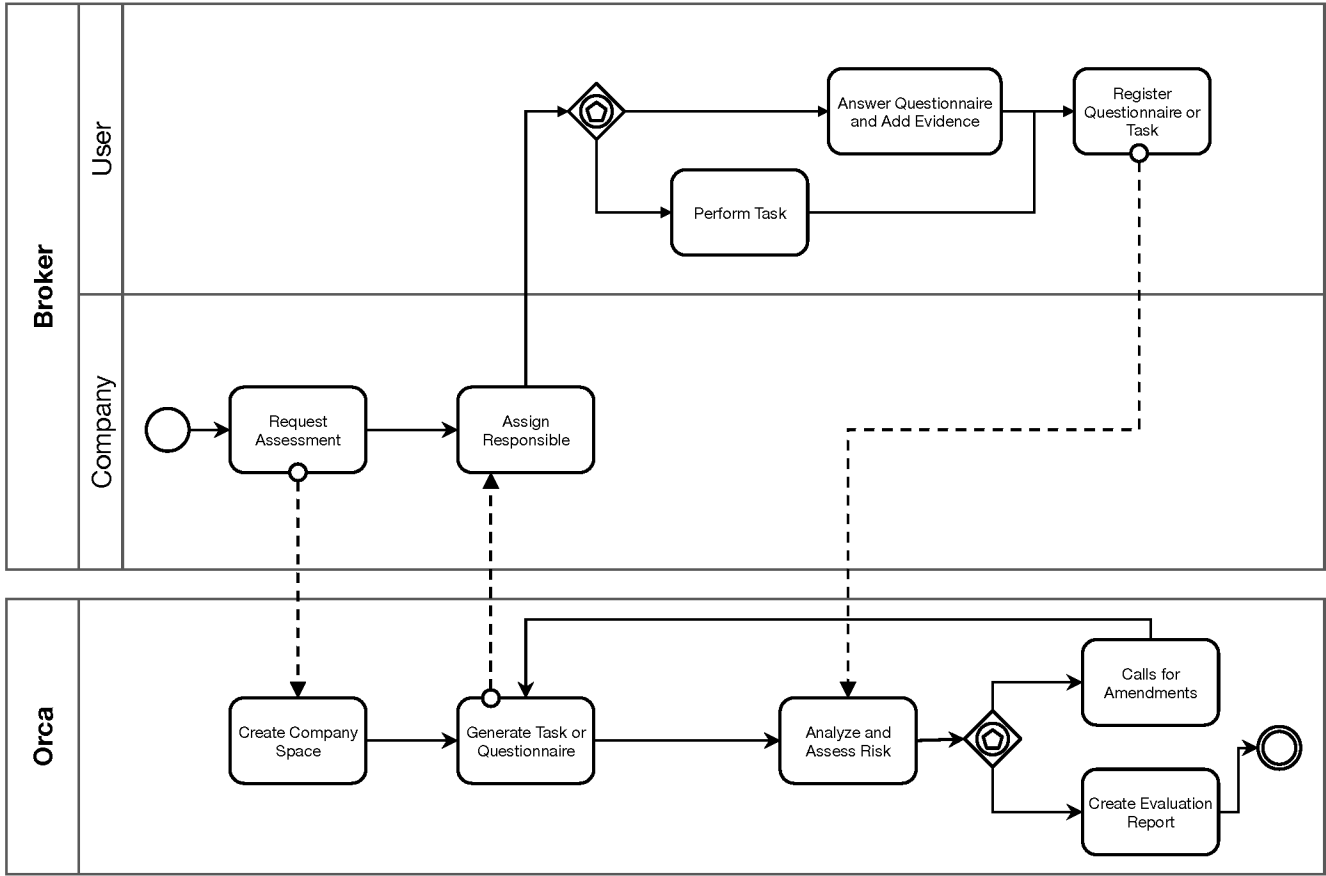 Broker
User
Answer Questionnaire
and Add Evidence
Register
Questionnaire or
Task
Perform Task
Company
Request
Assessment
Assign
Responsible
Orca
Create Company
Space
Generate Task or
Questionnaire
Analyze and
Assess Risk
Calls for
Amendments
Create Evaluation
Report